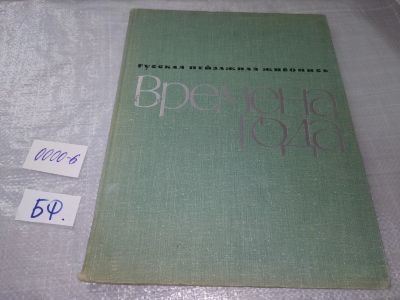 Русская пейзажная живопись
Времена
года
0000-6
БФ.